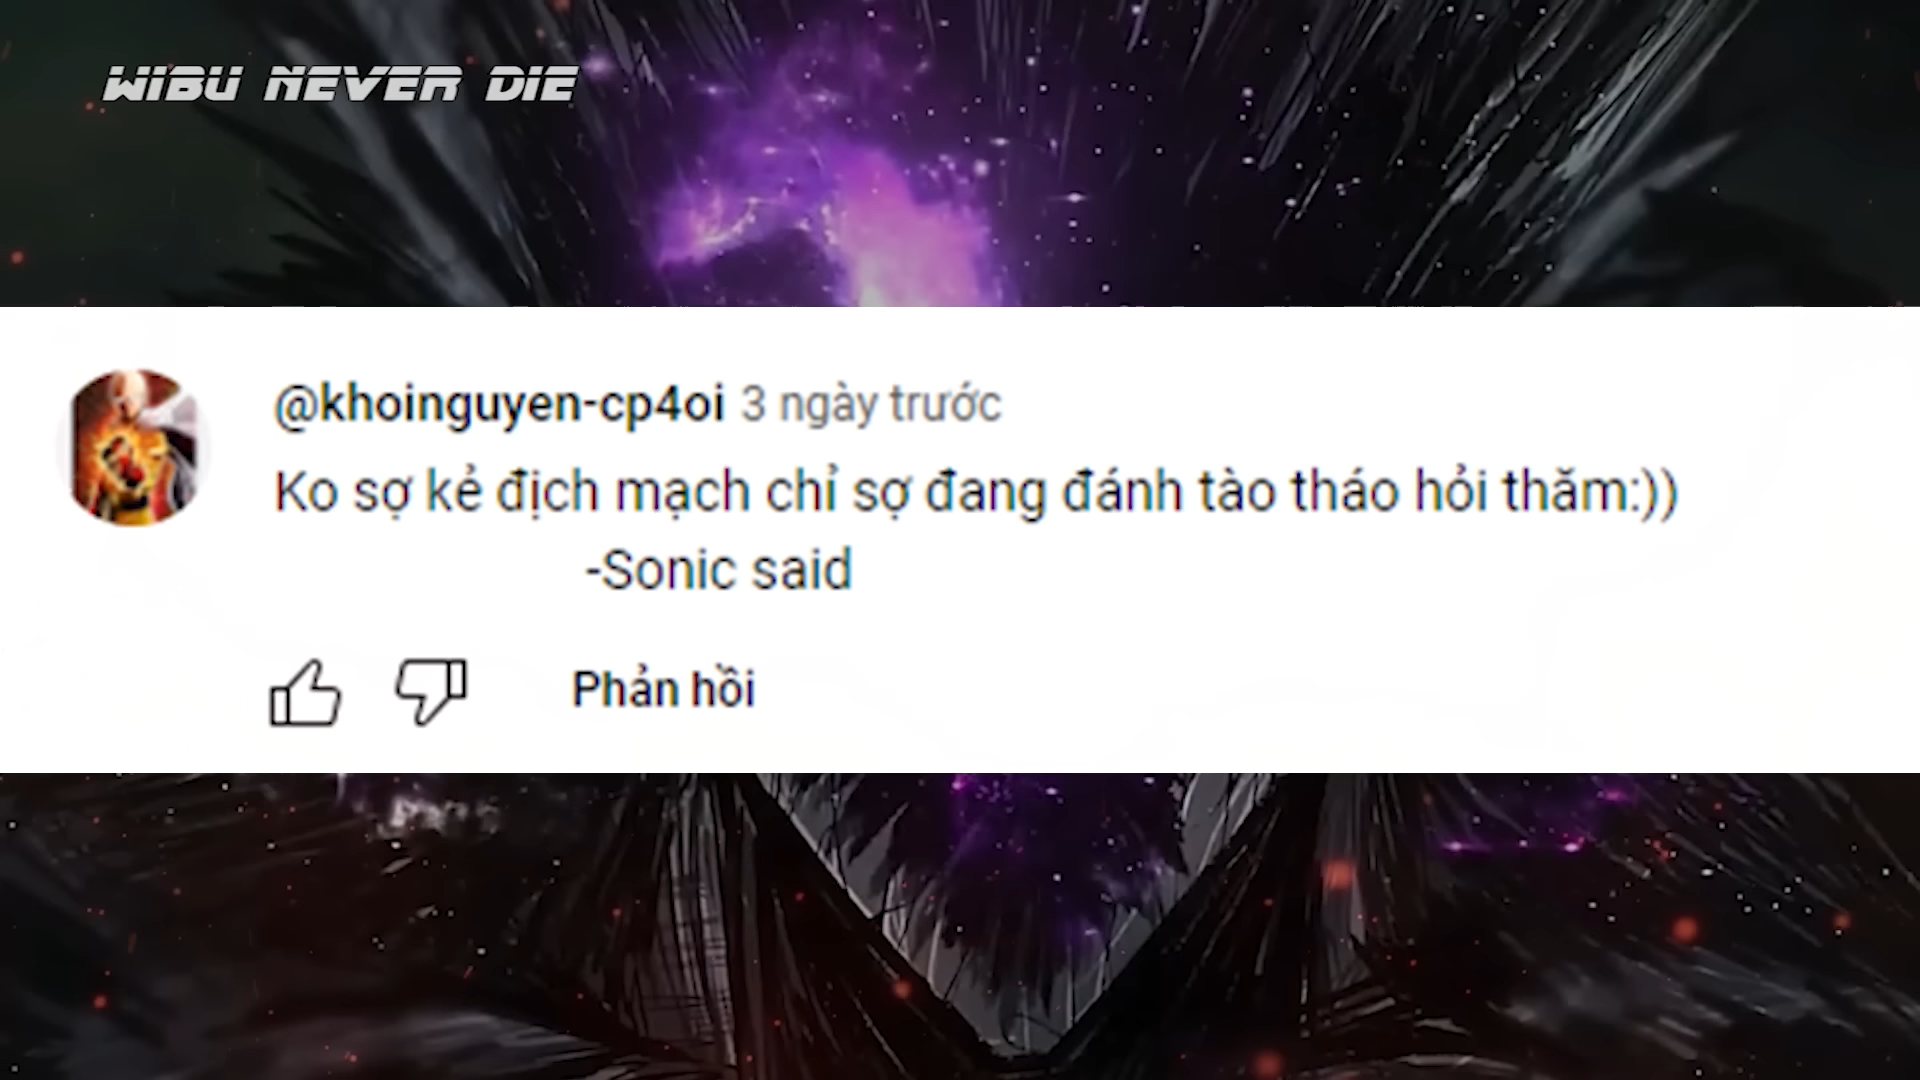 WIBU NEVER DIE
@khoinguyen-cp4oi 3 ngày trước
Ko sợ kẻ địch mạch chỉ sợ đang đánh tào tháo hỏi thăm:))
-Sonic said
Phản hồi